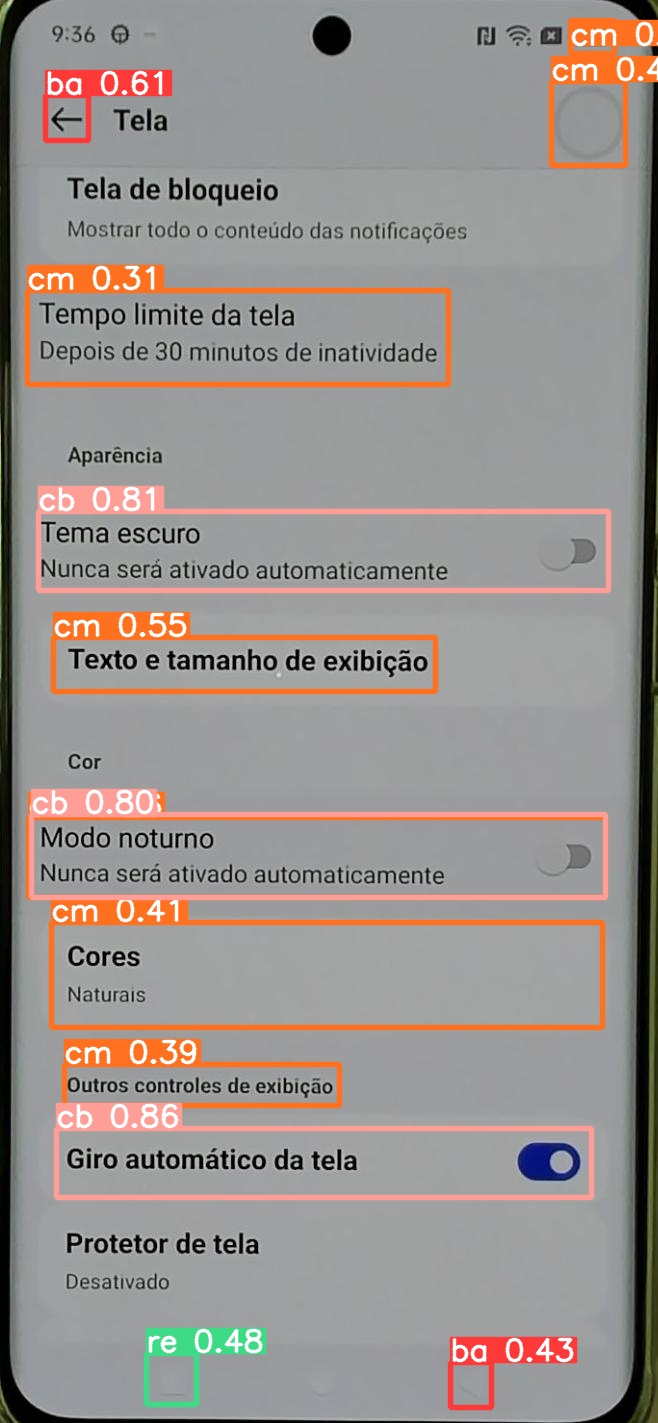 9:36
cm 0.
cm 0.4
ba 0.61
Tela
Tela de bloqueio
Mostrar todo o conteúdo das notificações
cm 0.31
Tempo limite da tela
Depois de 30 minutos de inatividade
Aparência
cb 0.81
Tema escuro
Nunca será ativado automaticamente
cm 0.55
Texto e tamanho de exibição
Cor
cb 0.80
Modo noturno
Nunca será ativado automaticamente
cm 0.41
Cores
Naturais
cm 0.39
Outros controles de exibição
cb 0.86
Giro automático da tela
Protetor de tela
Desativado
re 0.48
ba 0.43